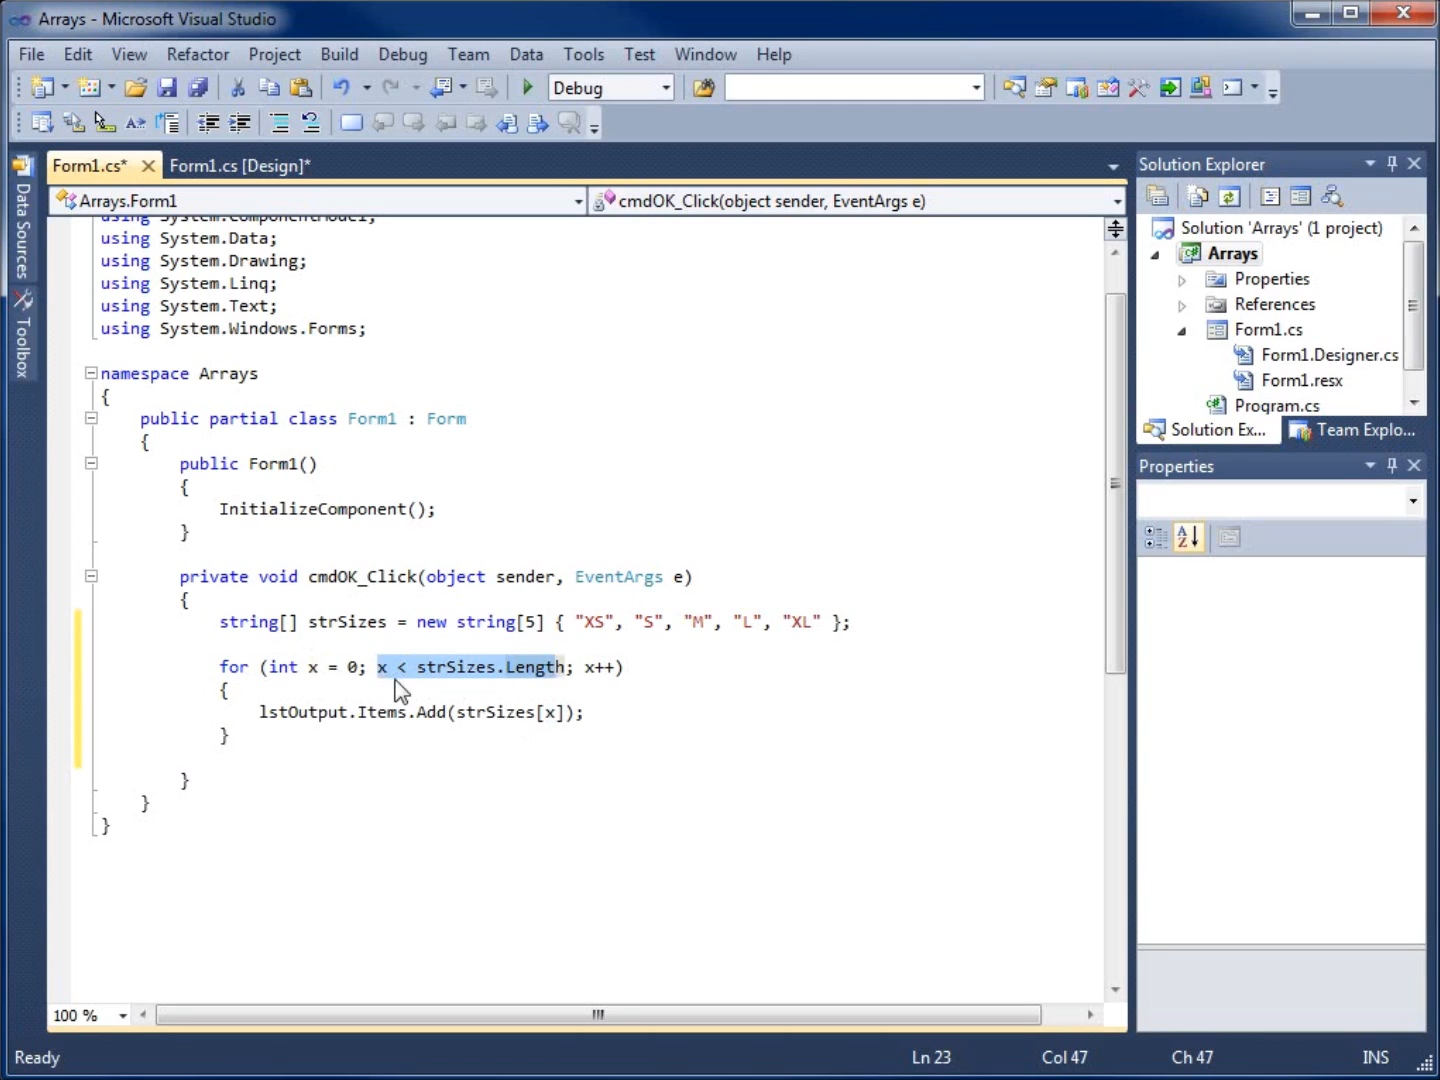 Arrays - Microsoft Visual Studio
File Edit View Refactor Project Build Debug Team Data Tools Test Window Help
Debug
Form1.cs* Form1.cs [Design]*
Arrays.Form1 cmdOK_Click(object sender, EventArgs e)
Data Sources
Toolbox
using System.ComponentModel;
using System.Data;
using System.Drawing;
using System.Linq;
using System.Text;
using System.Windows.Forms;
namespace Arrays
{
public partial class Form1 : Form
{
public Form1()
{
InitializeComponent();
}
private void cmdOK_Click(object sender, EventArgs e)
{
string[] strSizes = new string[5] { "XS", "S", "M", "L", "XL" };
for (int x = 0; x < strSizes.Length; x++)
{
lstOutput.Items.Add(strSizes[x]);
}
}
}
}
100 %
Solution Explorer
Solution 'Arrays' (1 project)
Arrays
Properties
References
Form1.cs
Form1.Designer.cs
Form1.resx
Program.cs
Solution Ex... Team Explo...
Properties
Ready Ln 23 Col 47 Ch 47 INS